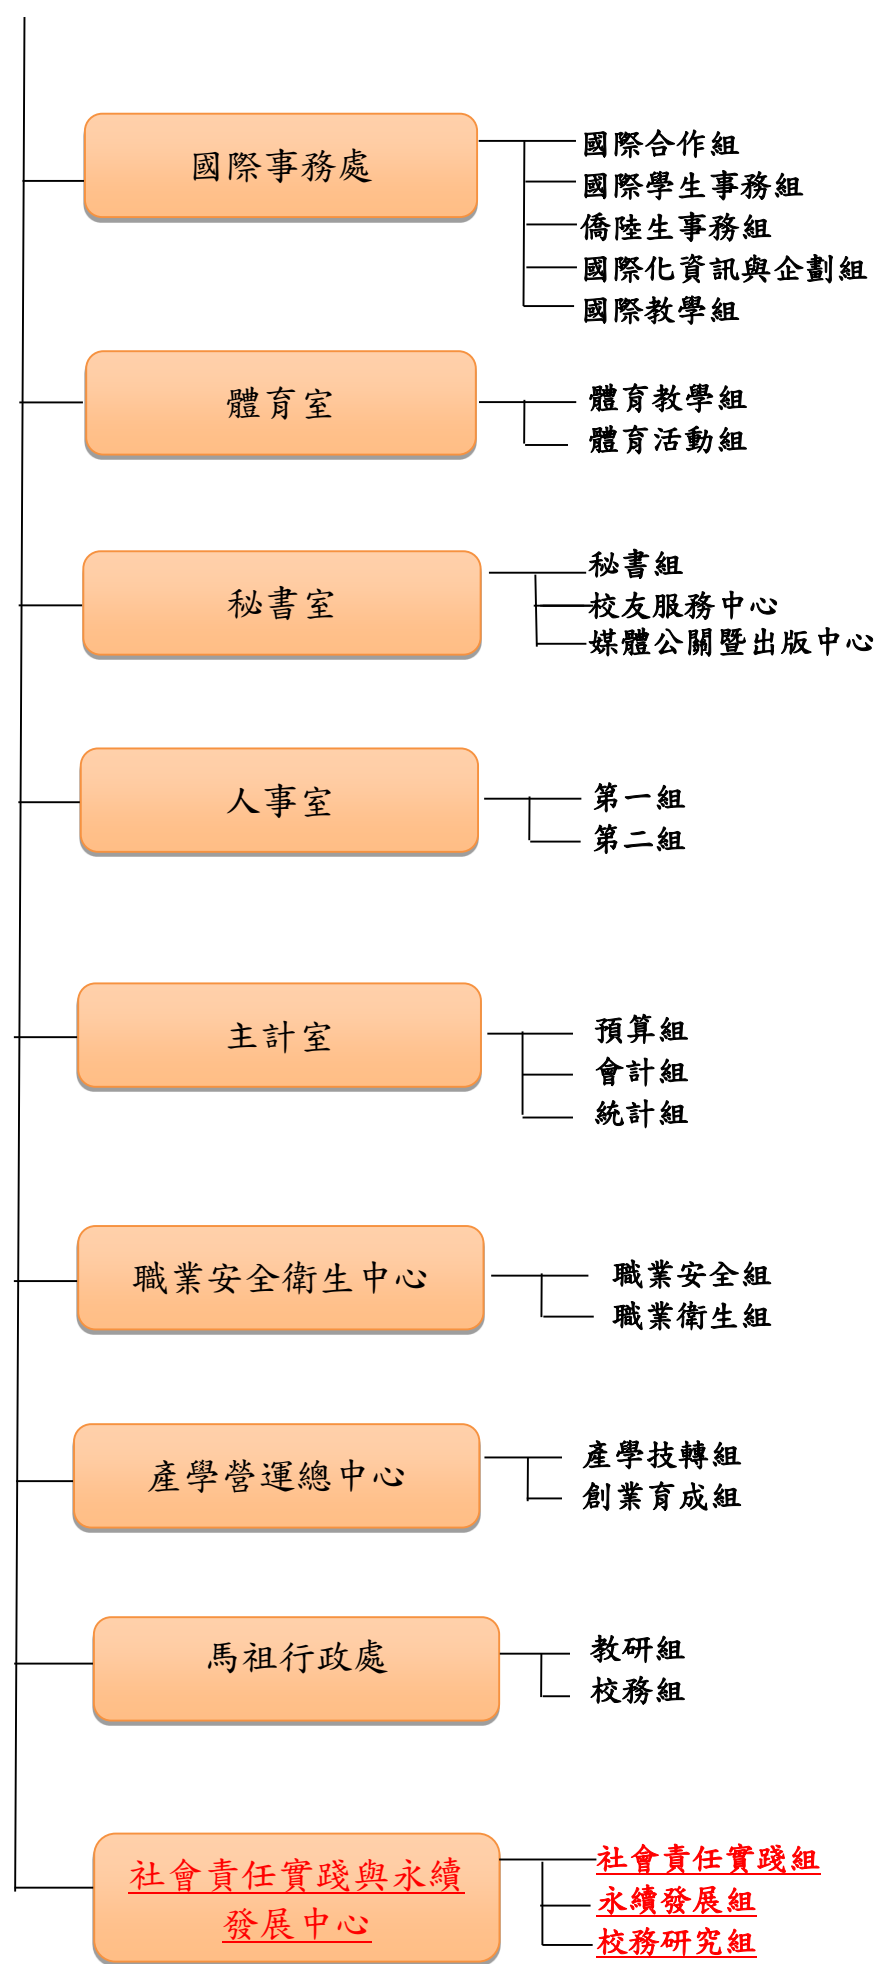 國際事務處
國際合作組
國際學生事務組
僑陸生事務組
國際化資訊與企劃組
國際教學組
體育室
體育教學組
體育活動組
秘書室
秘書組
校友服務中心
媒體公關暨出版中心
人事室
第一組
第二組
主計室
預算組
會計組
統計組
職業安全衛生中心
職業安全組
職業衛生組
產學營運總中心
產學技轉組
創業育成組
馬祖行政處
教研組
校務組
社會責任實踐與永續
發展中心
社會責任實踐組
永續發展組
校務研究組